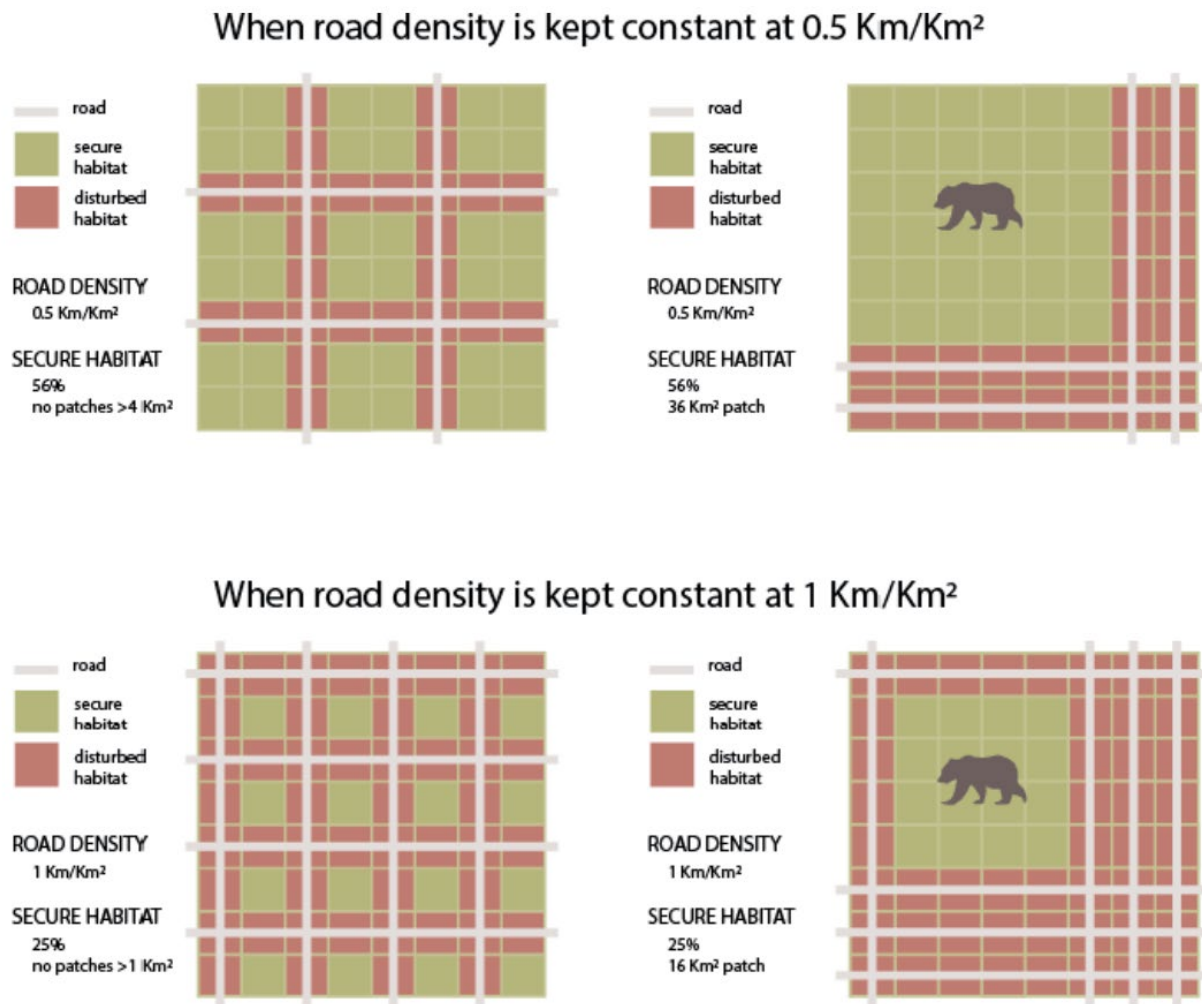 When road density is kept constant at 0.5 Km/Km²
road
secure
habitat
disturbed
habitat
ROAD DENSITY
0.5 Km/Km²
SECURE HABITAT
56%
no patches >4 Km²
road
secure
habitat
disturbed
habitat
ROAD DENSITY
0.5 Km/Km²
SECURE HABITAT
56%
36 Km² patch
When road density is kept constant at 1 Km/Km²
road
secure
habitat
disturbed
habitat
ROAD DENSITY
1 Km/Km²
SECURE HABITAT
25%
no patches >1 Km²
road
secure
habitat
disturbed
habitat
ROAD DENSITY
1 Km/Km²
SECURE HABITAT
25%
16 Km² patch